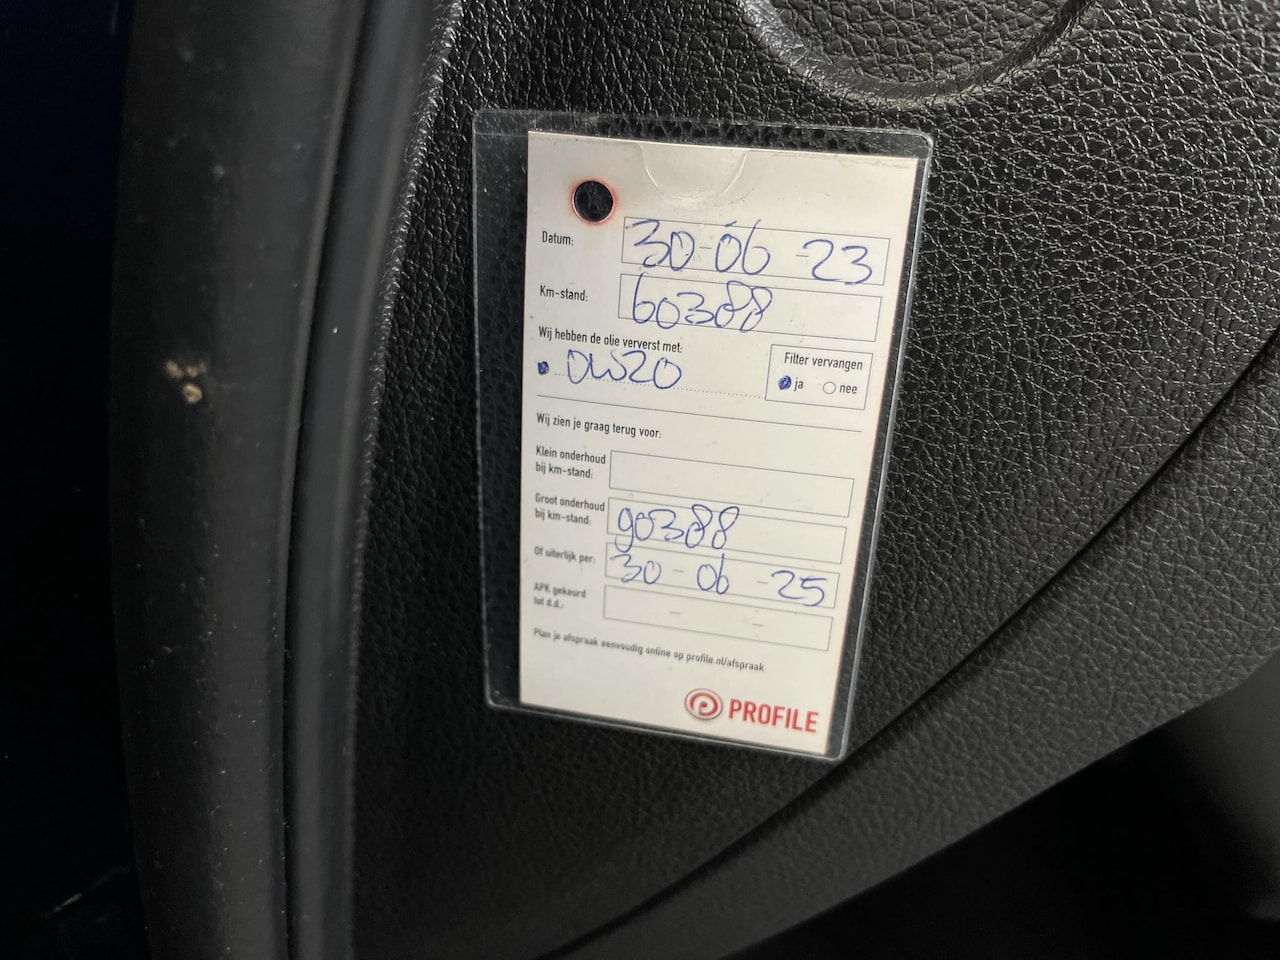 Datum: 30-06-23
Km-stand: 60388
Wij hebben de olie ververst met:
0W20
Filter vervangen
ja nee
Wij zien je graag terug voor:
Klein onderhoud
bij km-stand:
Groot onderhoud
bij km-stand: 90388
Of uiterlijk per: 30-06-25
APK gekeurd
tot d.d.: - -
Plan je afspraak eenvoudig online op profile.nl/afspraak
PROFILE